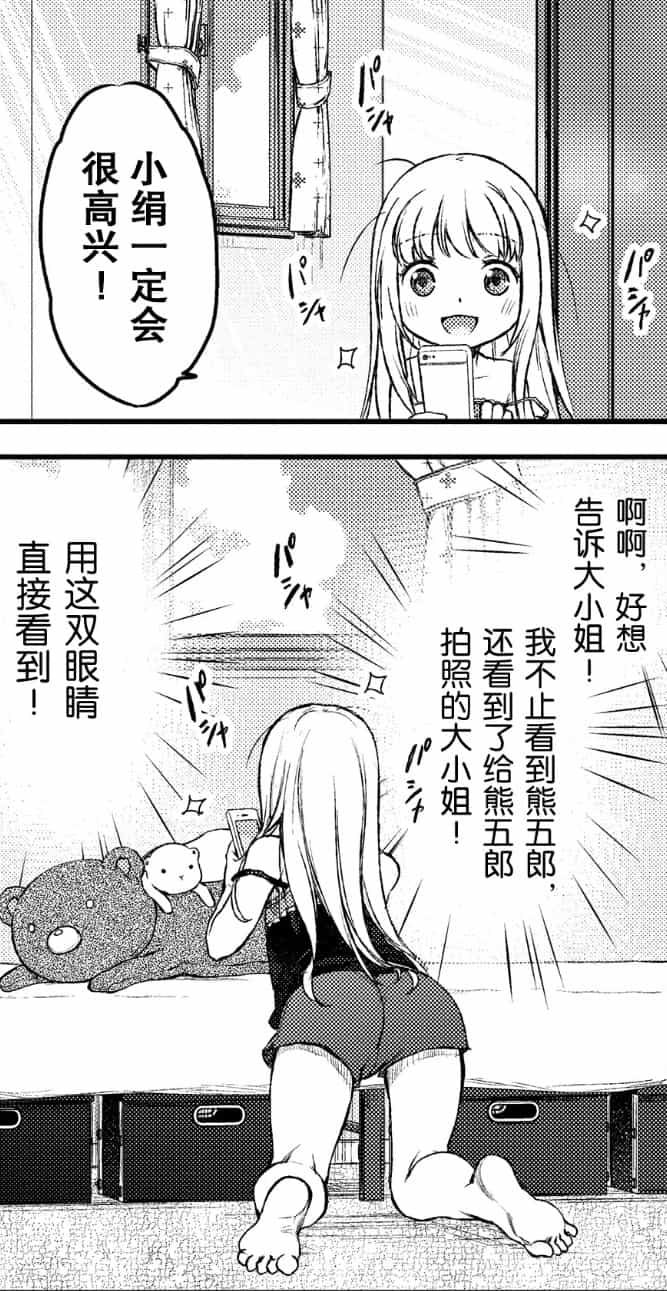 小绢一定会
很高兴！
パシャ
パシャ
パシャ
啊啊，好想
告诉大小姐！
我不止看到熊五郎，
还看到了给熊五郎
拍照的大小姐！
用这双眼睛
直接看到！
パシャ
パシャ
パシャ